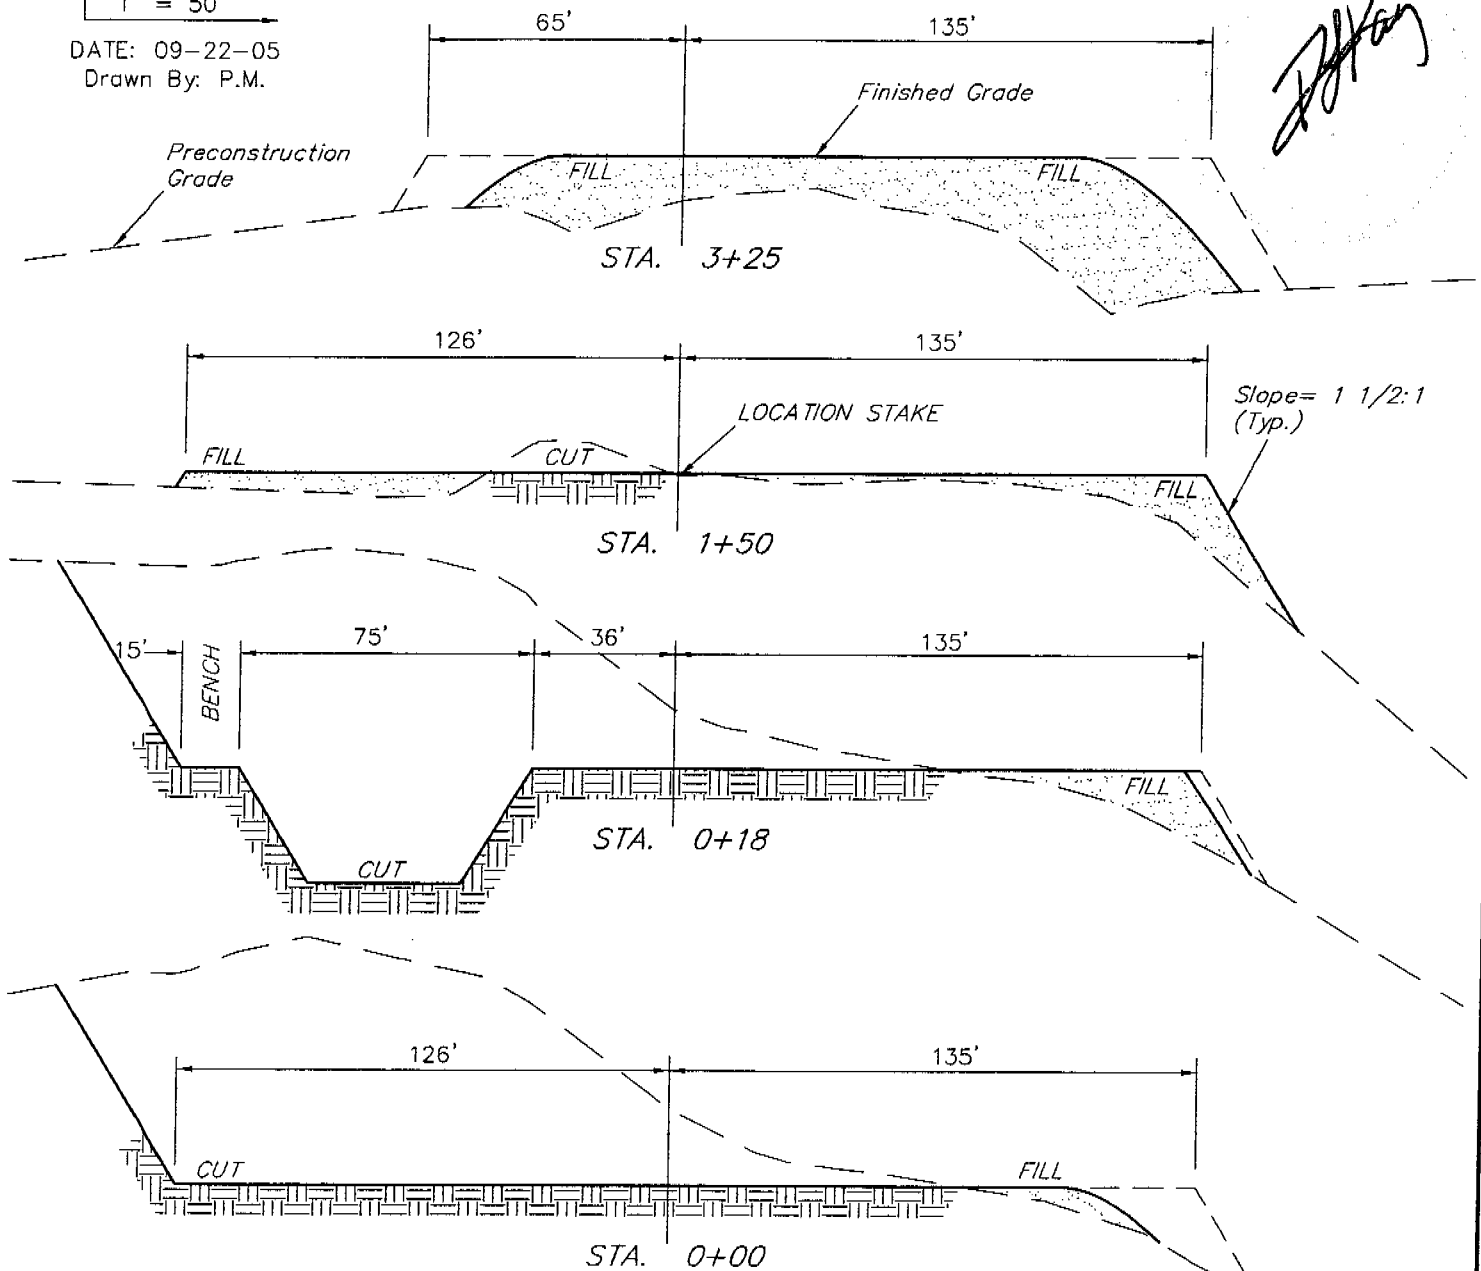 1" = 50'
DATE: 09-22-05
Drawn By: P.M.
65'
135'
Finished Grade
Preconstruction
Grade
FILL
FILL
STA. 3+25
126'
135'
LOCATION STAKE
Slope= 1 1/2:1
(Typ.)
FILL
CUT
FILL
STA. 1+50
15'
BENCH
75'
36'
135'
FILL
CUT
STA. 0+18
126'
135'
CUT
FILL
STA. 0+00